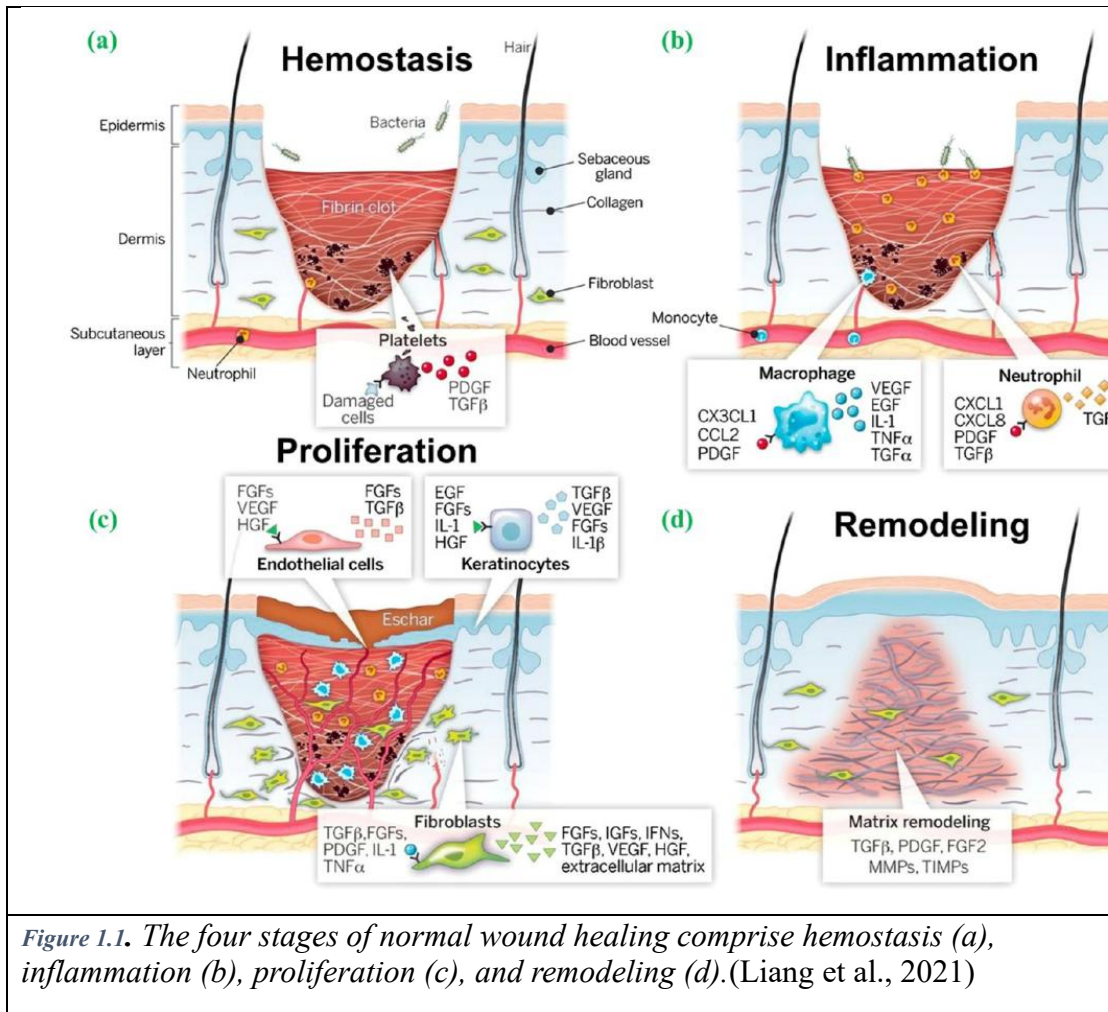 (a)
Hemostasis
Hair
Epidermis
Bacteria
Sebaceous
gland
Collagen
Fibrin clot
Dermis
Fibroblast
Subcutaneous
layer
Blood vessel
Neutrophil
Platelets
Damaged
cells
PDGF
TGFβ
(b)
Inflammation
Monocyte
Macrophage
CX3CL1
CCL2
PDGF
VEGF
EGF
IL-1
TNFα
TGFα
Neutrophil
CXCL1
CXCL8
PDGF
TGFβ
Proliferation
(c)
FGFs
VEGF
HGF
FGFs
TGFβ
Endothelial cells
EGF
FGFs
IL-1
HGF
TGFβ
VEGF
FGFs
IL-1β
Keratinocytes
Eschar
Fibroblasts
TGFβ,FGFs,
PDGF, IL-1
TNFα
FGFs, IGFs, IFNs,
TGFβ, VEGF, HGF,
extracellular matrix
(d)
Remodeling
Matrix remodeling
TGFβ, PDGF, FGF2
MMPs, TIMPs
Figure 1.1. The four stages of normal wound healing comprise hemostasis (a),
inflammation (b), proliferation (c), and remodeling (d).(Liang et al., 2021)